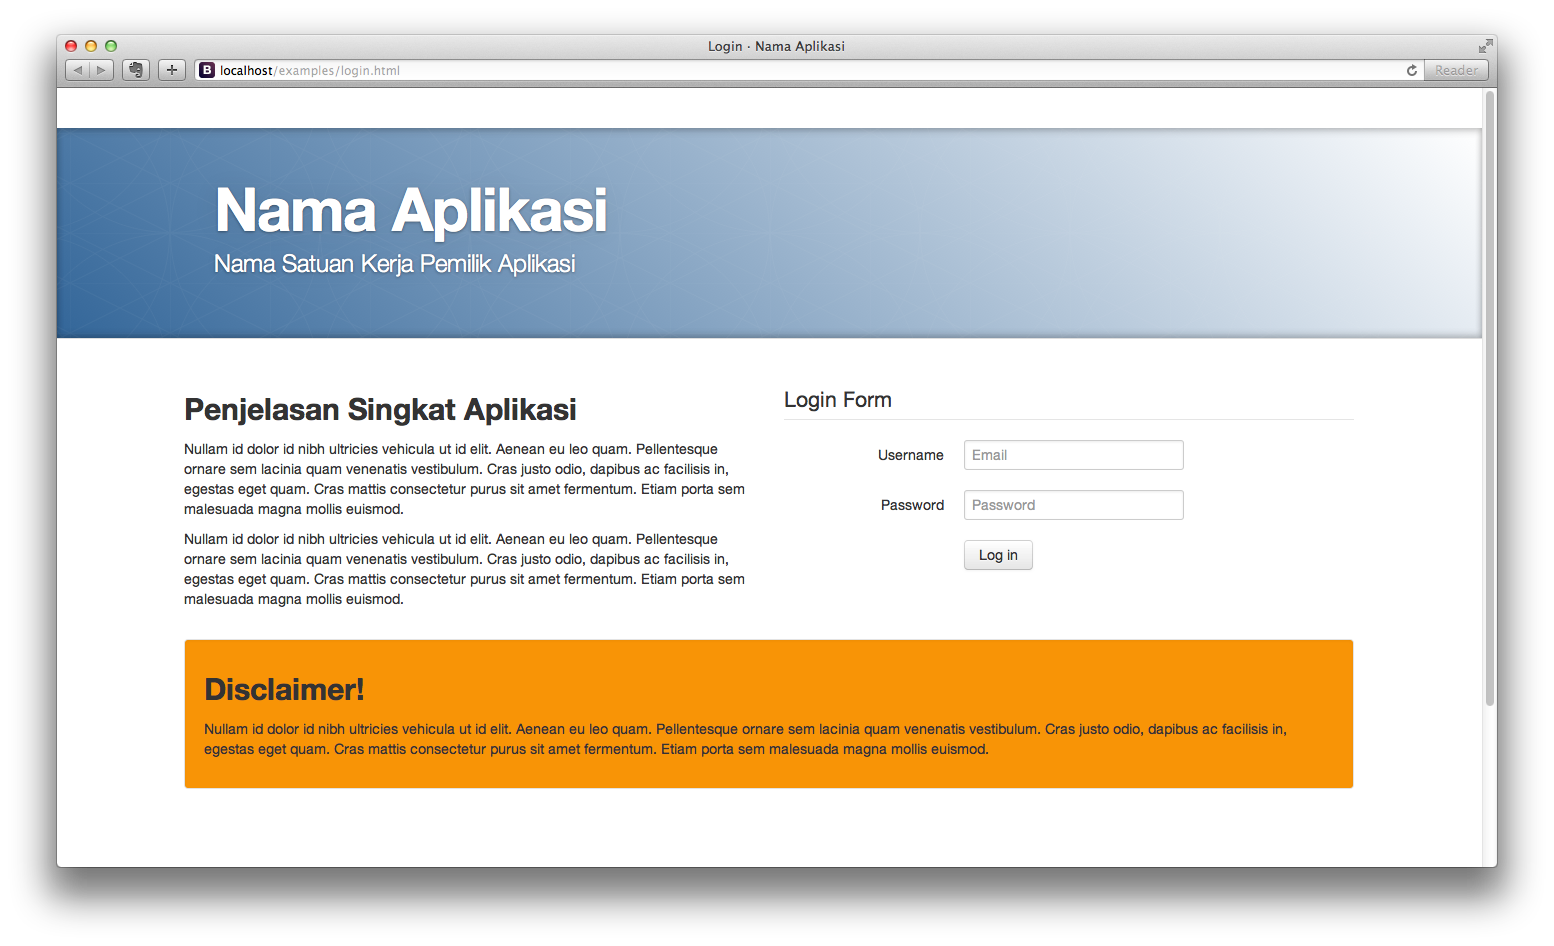 Login · Nama Aplikasi
B localhost/examples/login.html Reader
Nama Aplikasi
Nama Satuan Kerja Pemilik Aplikasi
Penjelasan Singkat Aplikasi
Nullam id dolor id nibh ultricies vehicula ut id elit. Aenean eu leo quam. Pellentesque
ornare sem lacinia quam venenatis vestibulum. Cras justo odio, dapibus ac facilisis in,
egestas eget quam. Cras mattis consectetur purus sit amet fermentum. Etiam porta sem
malesuada magna mollis euismod.
Nullam id dolor id nibh ultricies vehicula ut id elit. Aenean eu leo quam. Pellentesque
ornare sem lacinia quam venenatis vestibulum. Cras justo odio, dapibus ac facilisis in,
egestas eget quam. Cras mattis consectetur purus sit amet fermentum. Etiam porta sem
malesuada magna mollis euismod.
Login Form
Username Email
Password Password
Log in
Disclaimer!
Nullam id dolor id nibh ultricies vehicula ut id elit. Aenean eu leo quam. Pellentesque ornare sem lacinia quam venenatis vestibulum. Cras justo odio, dapibus ac facilisis in,
egestas eget quam. Cras mattis consectetur purus sit amet fermentum. Etiam porta sem malesuada magna mollis euismod.